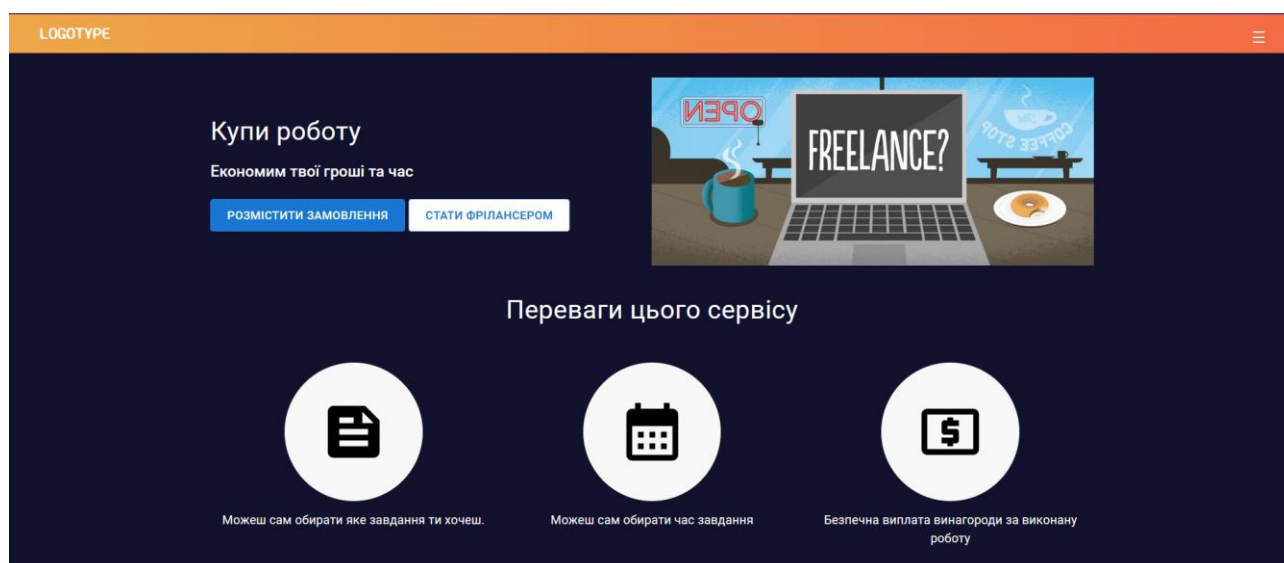 LOGOTYPE
Купи роботу
Економим твої гроші та час
РОЗМІСТИТИ ЗАМОВЛЕННЯ
СТАТИ ФРІЛАНСЕРОМ
OPEN
FREELANCE?
The
COFFEE STOP
Переваги цього сервісу
Можеш сам обирати яке завдання ти хочеш.
Можеш сам обирати час завдання
Безпечна виплата винагороди за виконану
роботу